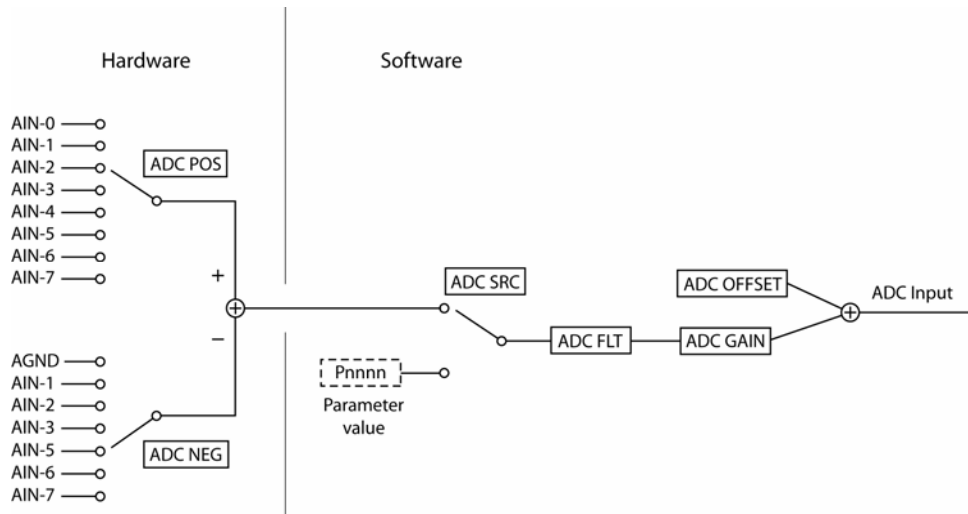 Hardware
Software
AIN-0
AIN-1
AIN-2
ADC POS
AIN-3
AIN-4
AIN-5
AIN-6
AIN-7
+
ADC SRC
ADC OFFSET
ADC Input
+
+
−
ADC FLT
ADC GAIN
AGND
AIN-1
AIN-2
AIN-3
AIN-5
AIN-6
AIN-7
ADC NEG
Pnnnn
Parameter
value